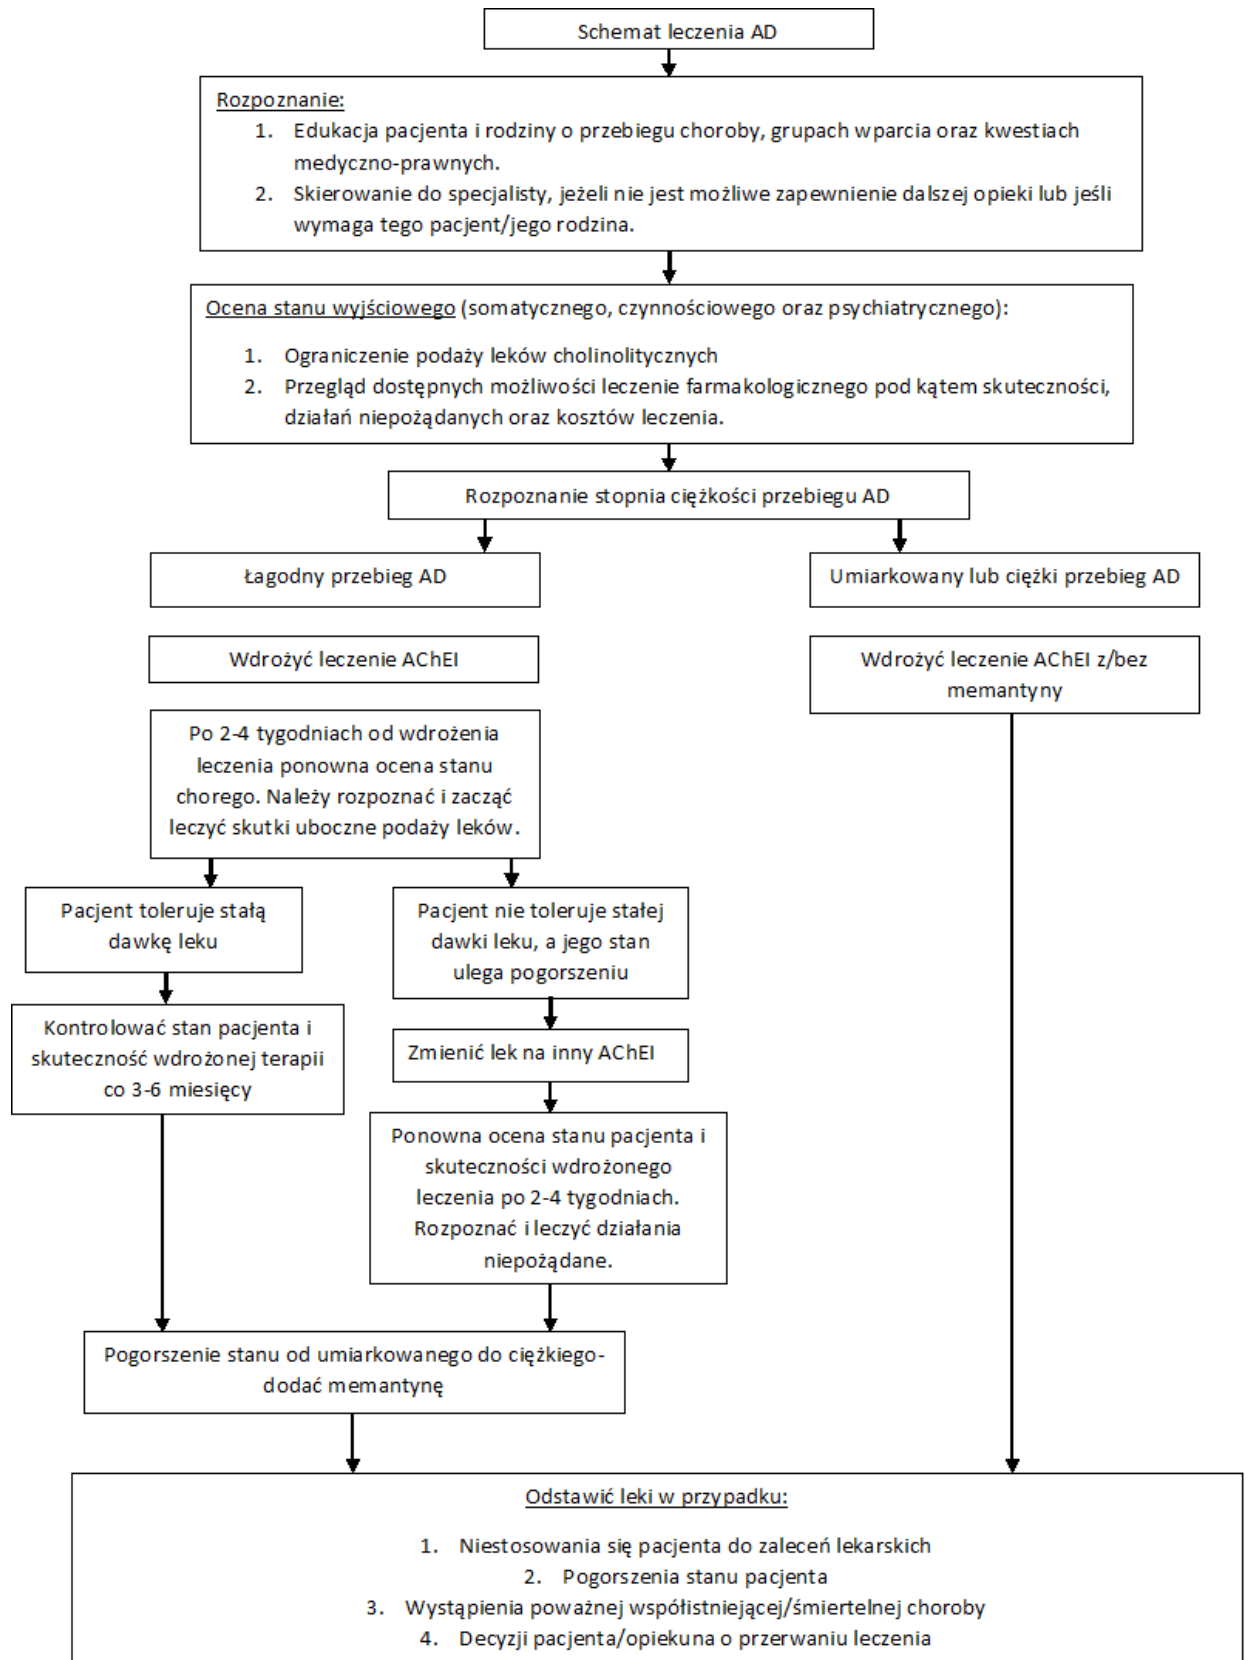 Schemat leczenia AD
Rozpoznanie:
1. Edukacja pacjenta i rodziny o przebiegu choroby, grupach wparcia oraz kwestiach
medyczno-prawnych.
2. Skierowanie do specjalisty, jeżeli nie jest możliwe zapewnienie dalszej opieki lub jeśli
wymaga tego pacjent/jego rodzina.
Ocena stanu wyjściowego (somatycznego, czynnościowego oraz psychiatrycznego):
1. Ograniczenie podaży leków cholinolitycznych
2. Przegląd dostępnych możliwości leczenie farmakologicznego pod kątem skuteczności,
działań niepożądanych oraz kosztów leczenia.
Rozpoznanie stopnia ciężkości przebiegu AD
Łagodny przebieg AD
Umiarkowany lub ciężki przebieg AD
Wdrożyć leczenie AChEI
Wdrożyć leczenie AChEI z/bez
memantyny
Po 2-4 tygodniach od wdrożenia
leczenia ponowna ocena stanu
chorego. Należy rozpoznać i zacząć
leczyć skutki uboczne podaży leków.
Pacjent toleruje stałą
dawkę leku
Pacjent nie toleruje stałej
dawki leku, a jego stan
ulega pogorszeniu
Kontrolować stan pacjenta i
skuteczność wdrożonej terapii
co 3-6 miesięcy
Zmienić lek na inny AChEI
Ponowna ocena stanu pacjenta i
skuteczności wdrożonego
leczenia po 2-4 tygodniach.
Rozpoznać i leczyć działania
niepożądane.
Pogorszenie stanu od umiarkowanego do ciężkiego-
dodać memantynę
Odstawić leki w przypadku:
1. Niestosowania się pacjenta do zaleceń lekarskich
2. Pogorszenia stanu pacjenta
3. Wystąpienia poważnej współistniejącej/śmiertelnej choroby
4. Decyzji pacjenta/opiekuna o przerwaniu leczenia